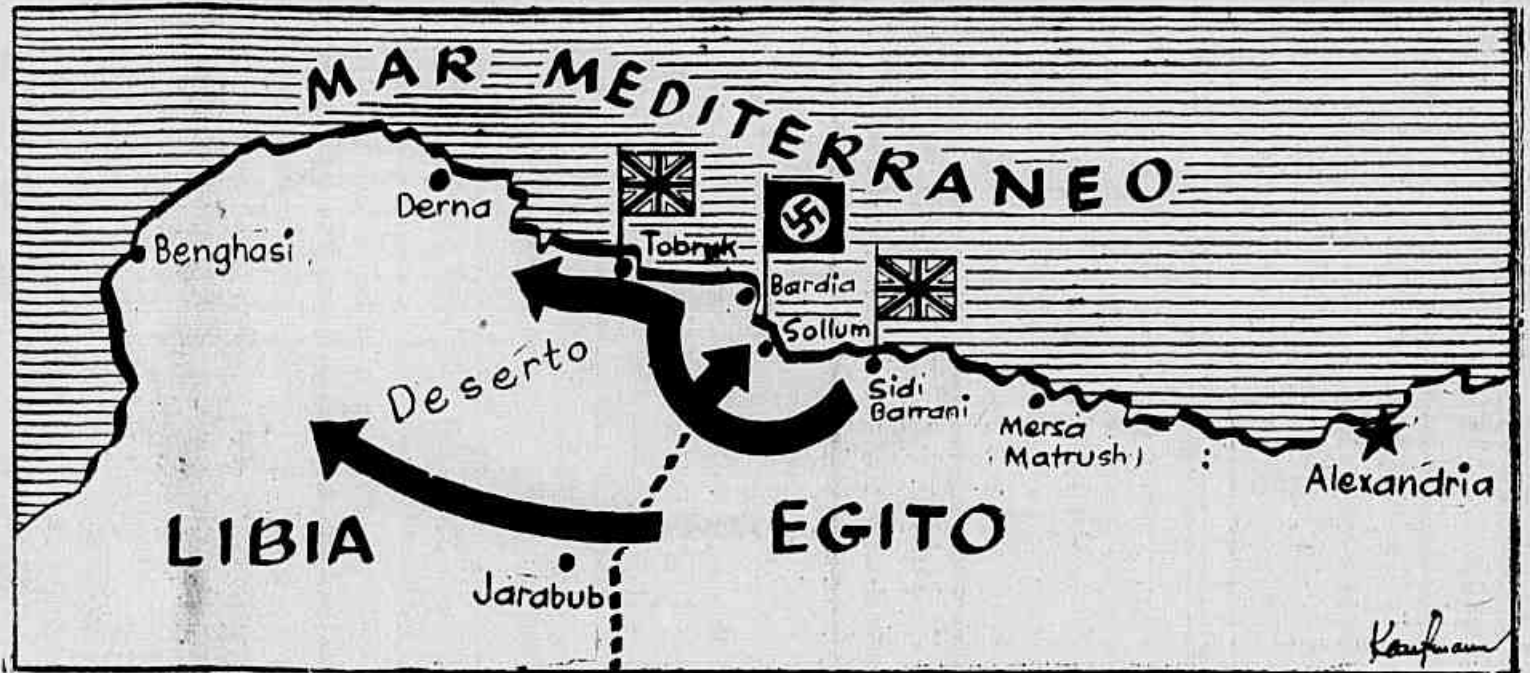 MAR MEDITERRANEO
Derna
Benghasi
Tobruk
Bardia
Sollum
Deserto
Sidi
Barrani
Mersa
Matrush
Alexandria
LIBIA
EGITO
Jarabub
Kaufmann